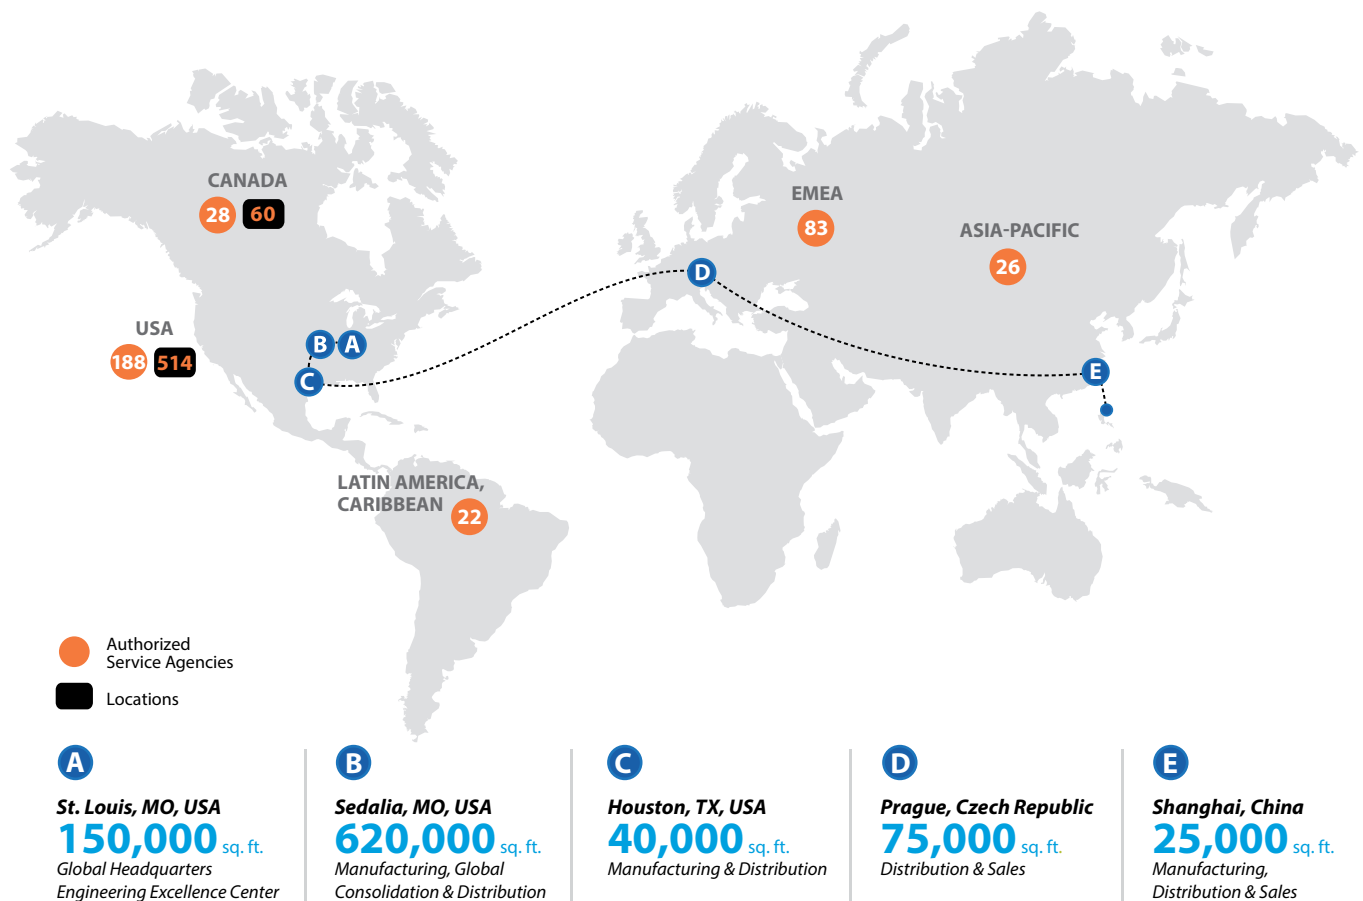 CANADA
28 60
EMEA
83
ASIA-PACIFIC
26
USA
188 514
D
B A
C
E
LATIN AMERICA,
CARIBBEAN
22
Authorized
Service Agencies
Locations
A
St. Louis, MO, USA
150,000 sq. ft.
Global Headquarters
Engineering Excellence Center
B
Sedalia, MO, USA
620,000 sq. ft.
Manufacturing, Global
Consolidation & Distribution
C
Houston, TX, USA
40,000 sq. ft.
Manufacturing & Distribution
D
Prague, Czech Republic
75,000 sq. ft.
Distribution & Sales
E
Shanghai, China
25,000 sq. ft.
Manufacturing,
Distribution & Sales